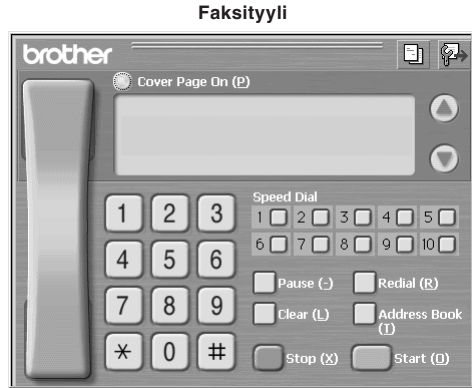 Faksityyli
brother
Cover Page On (P)
Speed Dial
1 2 3 4 5
6 7 8 9 10
1 2 3
4 5 6
7 8 9
* 0 #
Pause (-) Redial (R)
Clear (L) Address Book (I)
Stop (X) Start (O)